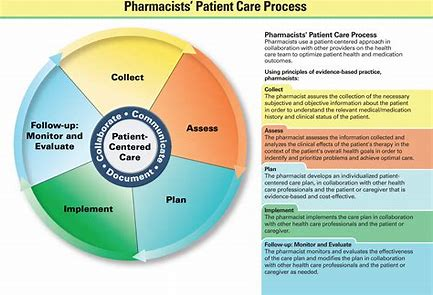 Pharmacists' Patient Care Process
Collect
Assess
Plan
Implement
Follow-up:
Monitor and
Evaluate
Collaborate • Communicate • Document •
Patient-
Centered
Care
Pharmacists' Patient Care Process
Pharmacists use a patient-centered approach in
collaboration with other providers on the health
care team to optimize patient health and medication
outcomes.
Using principles of evidence-based practice,
pharmacists:
Collect
The pharmacist assures the collection of the necessary
subjective and objective information about the patient
in order to understand the relevant medical/medication
history and clinical status of the patient.
Assess
The pharmacist assesses the information collected and
analyzes the clinical effects of the patient's therapy in the
context of the patient's overall health goals in order to
identify and prioritize problems and achieve optimal care.
Plan
The pharmacist develops an individualized patient-
centered care plan, in collaboration with other health
care professionals and the patient or caregiver that is
evidence-based and cost-effective.
Implement
The pharmacist implements the care plan in collaboration
with other health care professionals and the patient or
caregiver.
Follow-up: Monitor and Evaluate
The pharmacist monitors and evaluates the effectiveness
of the care plan and modifies the plan in collaboration
with other health care professionals and the patient or
caregiver as needed.